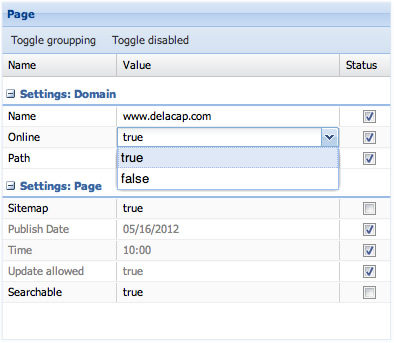 Page
Toggle groupping Toggle disabled
Name Value Status
Settings: Domain
Name www.delacap.com
Online true
Path true
false
Settings: Page
Sitemap true
Publish Date 05/16/2012
Time 10:00
Update allowed true
Searchable true